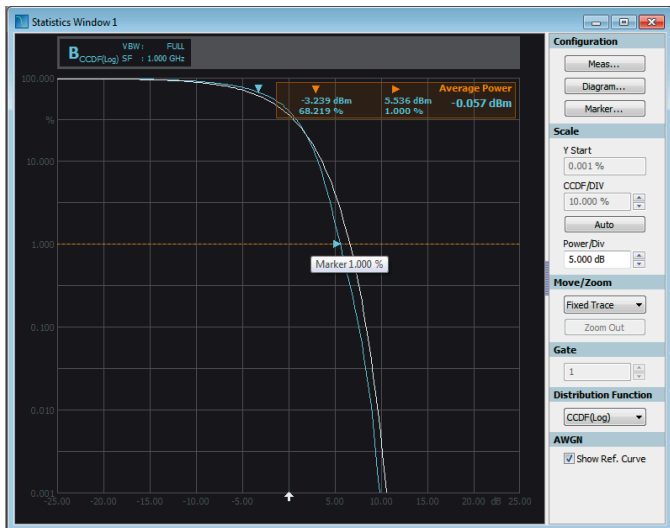 Statistics Window 1
B CCDF(Log)
VBW : FULL
SF : 1.000 GHz
Average Power
-3.239 dBm 5.536 dBm -0.057 dBm
68.219 % 1.000 %
100.000
%
10.000
1.000
Marker 1.000 %
0.100
0.010
0.001
-25.00 -20.00 -15.00 -10.00 -5.00 5.00 10.00 15.00 20.00 dB 25.00
Configuration
Meas...
Diagram...
Marker...
Scale
Y Start
0.001 %
CCDF/DIV
10.000 %
Auto
Power/Div
5.000 dB
Move/Zoom
Fixed Trace
Zoom Out
Gate
1
Distribution Function
CCDF(Log)
AWGN
Show Ref. Curve